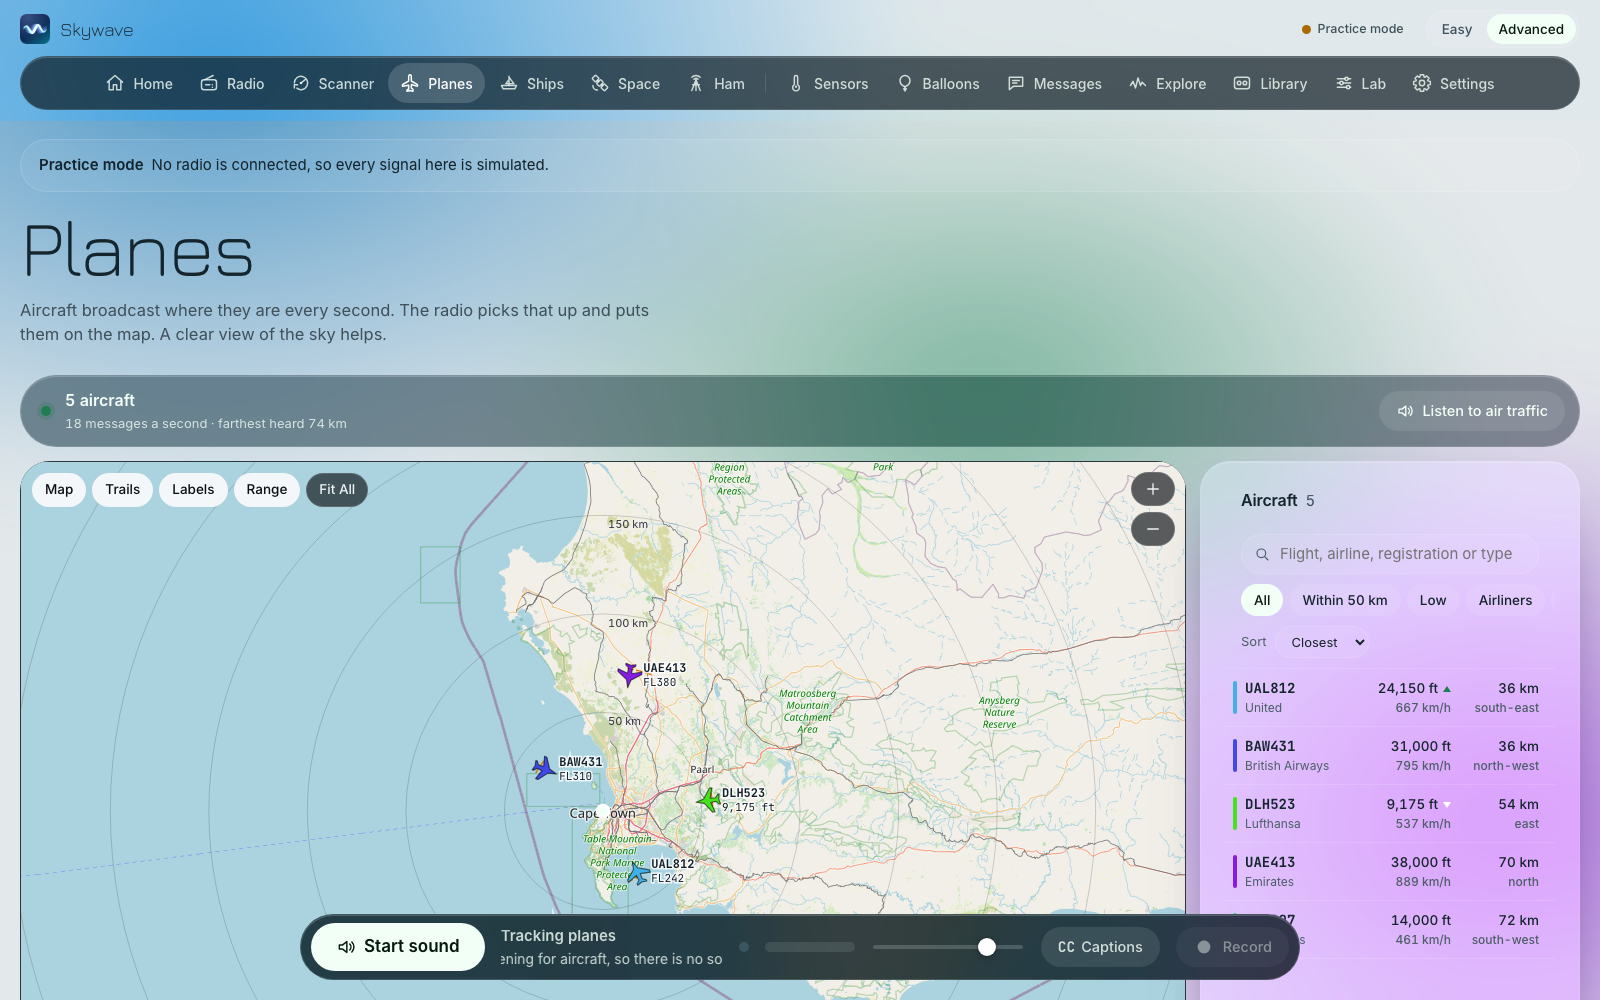 Skywave
Practice mode
Easy
Advanced
Home
Radio
Scanner
Planes
Ships
Space
Ham
Sensors
Balloons
Messages
Explore
Library
Lab
Settings
Practice mode No radio is connected, so every signal here is simulated.
Planes
Aircraft broadcast where they are every second. The radio picks that up and puts
them on the map. A clear view of the sky helps.
5 aircraft
18 messages a second · farthest heard 74 km
Listen to air traffic
Map
Trails
Labels
Range
Fit All
Region
Protected
Areas
Park
150 km
100 km
50 km
UAE413
FL380
Matroosberg
Mountain
Catchment
Area
Anysberg
Nature
Reserve
BAW431
FL310
Paarl
DLH523
9,175 ft
Table Mountain
National
Park Marine
Area
UAL812
FL242
Aircraft 5
Flight, airline, registration or type
All
Within 50 km
Low
Airliners
Sort
Closest
UAL812 24,150 ft 36 km
United 667 km/h south-east
BAW431 31,000 ft 36 km
British Airways 795 km/h north-west
DLH523 9,175 ft 54 km
Lufthansa 537 km/h east
UAE413 38,000 ft 70 km
Emirates 889 km/h north
14,000 ft 72 km
461 km/h south-west
Start sound
Tracking planes
ening for aircraft, so there is no so
CC Captions
Record